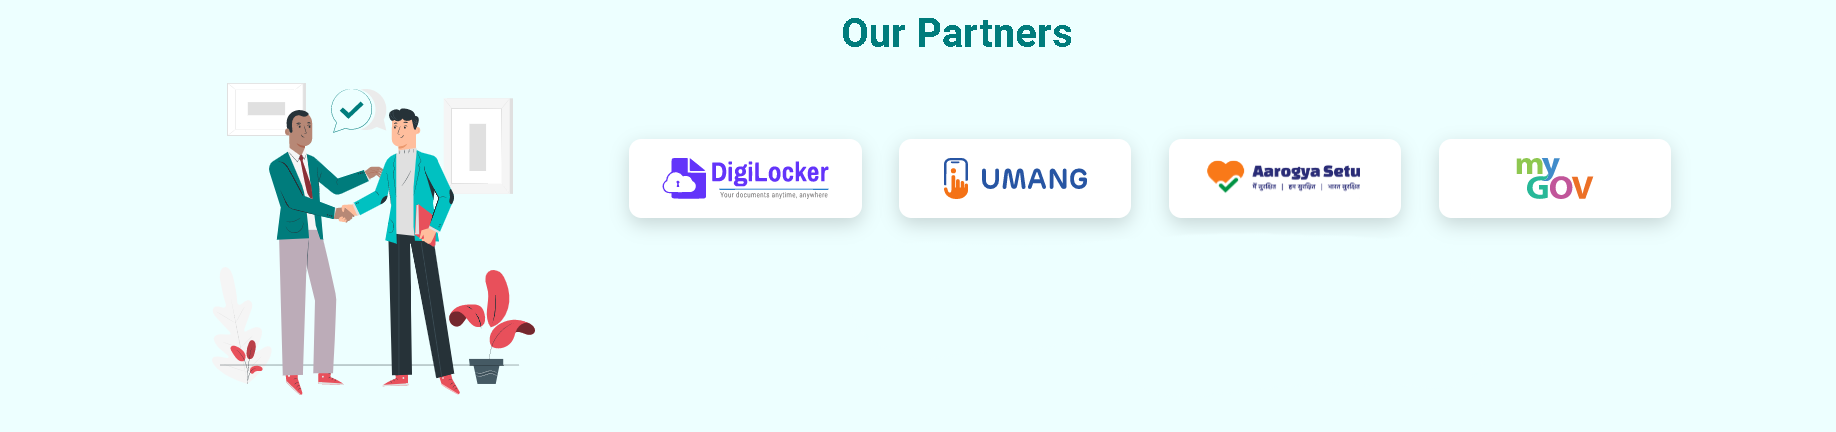 Our Partners
DigiLocker
Your documents anytime, anywhere
UMANG
Aarogya Setu
मैं सुरक्षित | हम सुरक्षित | भारत सुरक्षित
my
GOV